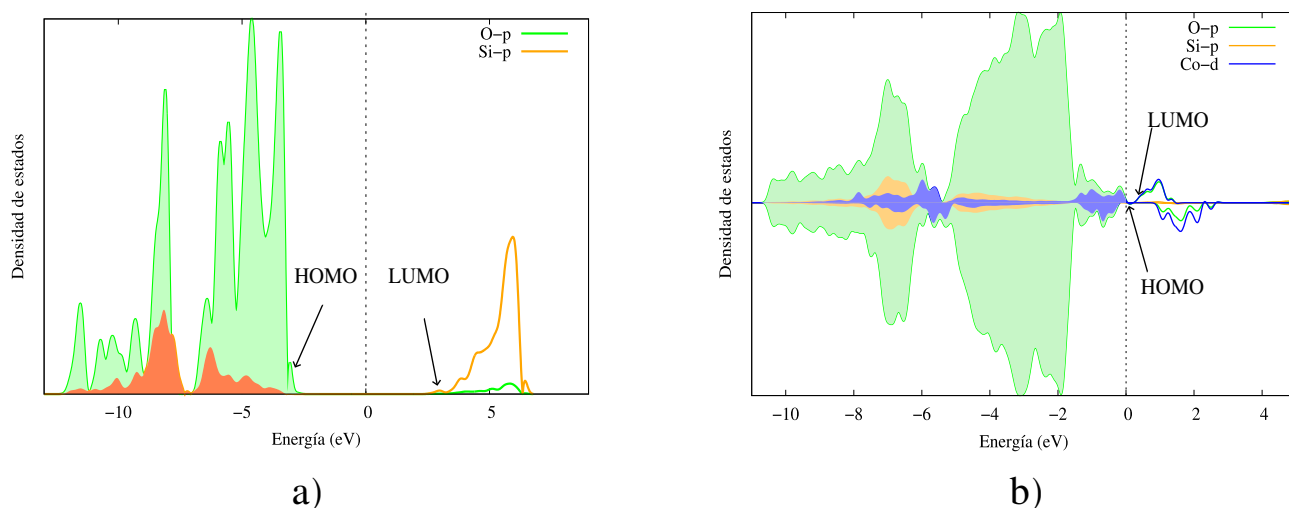 O−p
Si−p
Densidad de estados
HOMO
LUMO
−10
−5
0
5
Energía (eV)
a)
O−p
Si−p
Co−d
Densidad de estados
LUMO
HOMO
−10
−8
−6
−4
−2
0
2
4
Energía (eV)
b)